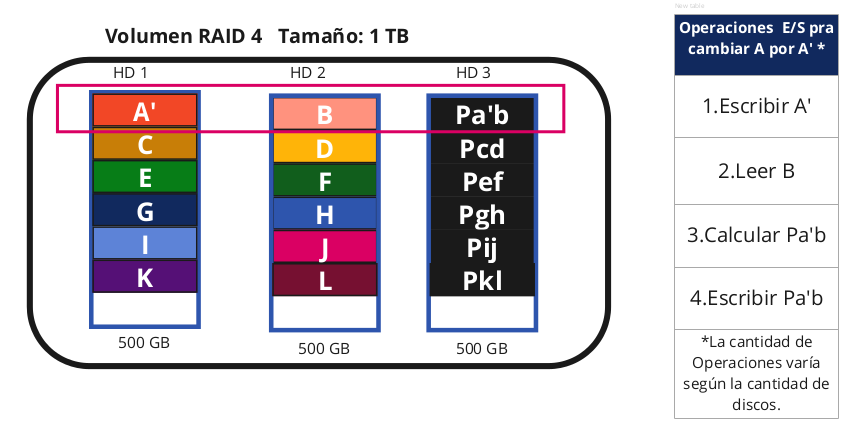 New table
Volumen RAID 4   Tamaño: 1 TB
HD 1
HD 2
HD 3
A'
B
Pa'b
C
D
Pcd
E
F
Pef
G
H
Pgh
I
J
Pij
K
L
Pkl
500 GB
500 GB
500 GB
Operaciones  E/S pra
cambiar A por A' *
1.Escribir A'
2.Leer B
3.Calcular Pa'b
4.Escribir Pa'b
*La cantidad de
Operaciones varía
según la cantidad de
discos.